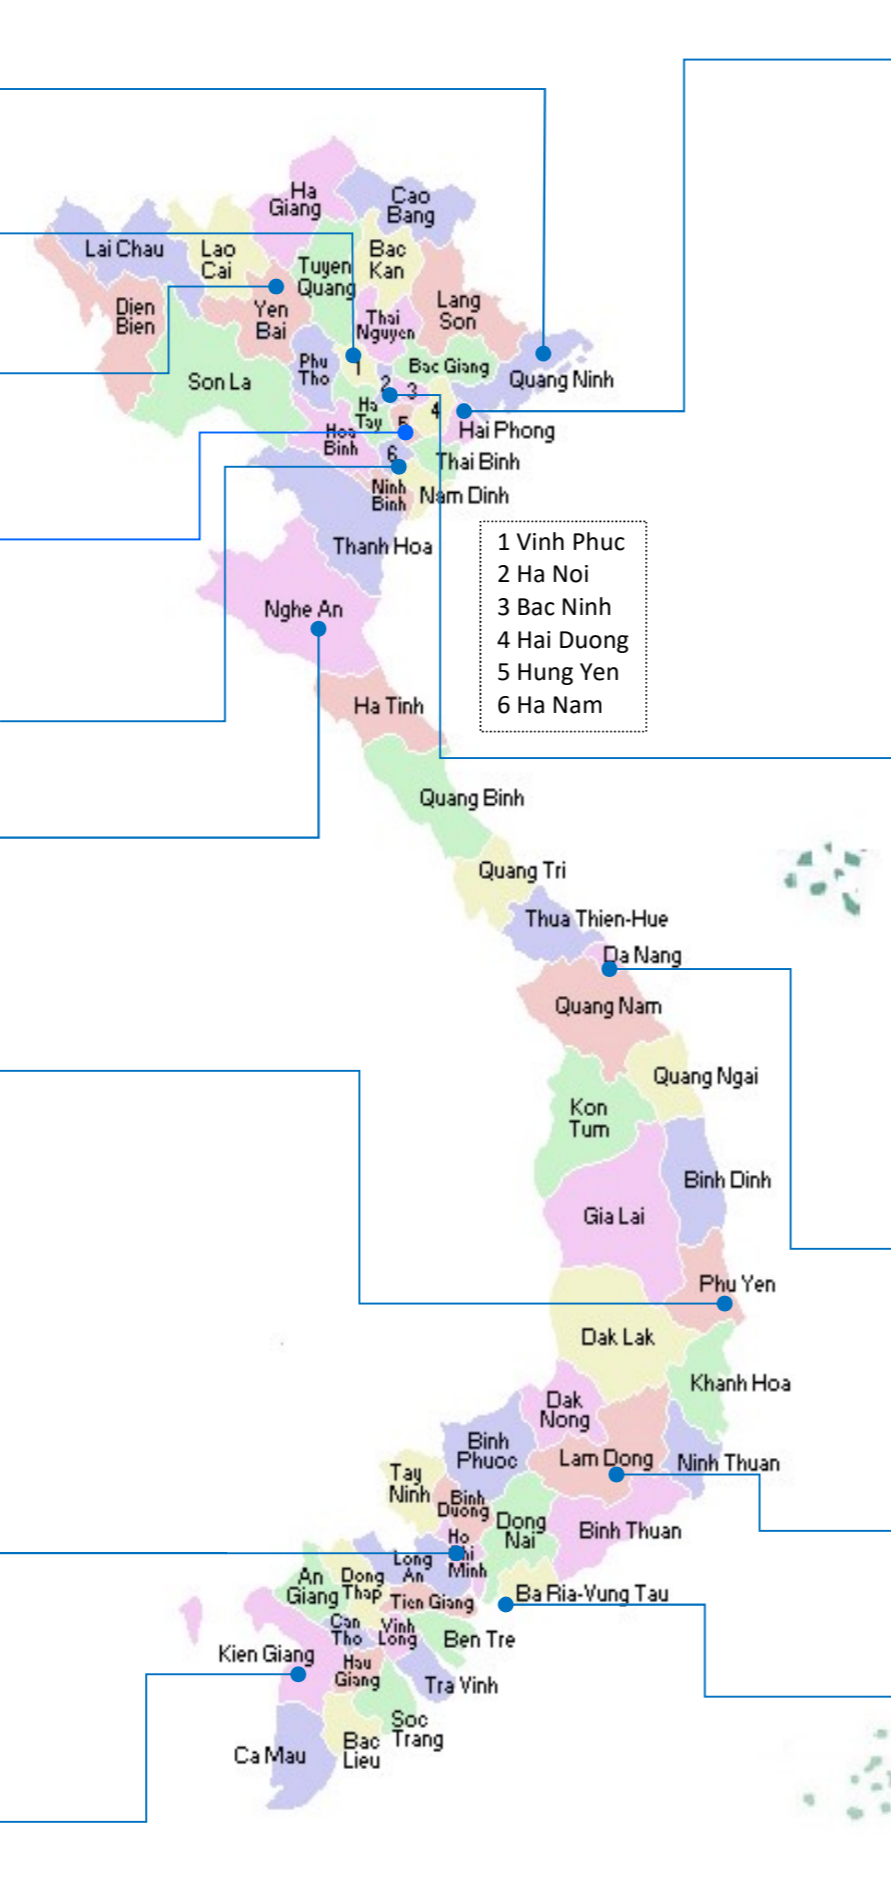 Ha
Giang
Cao
Bang
Lai Chau
Lao
Cai
Tuyen
Quang
Bac
Kan
Dien
Bien
Yen
Bai
Thai
Nguyen
Lang
Son
Son La
Phu
Tho
1
Bac Giang
Quang Ninh
2
3
4
Ha
Tay
5
Hai Phong
Hoa
Binh
6
Thai Binh
Ninh
Binh
Nam Dinh
Thanh Hoa
1 Vinh Phuc
2 Ha Noi
3 Bac Ninh
4 Hai Duong
5 Hung Yen
6 Ha Nam
Nghe An
Ha Tinh
Quang Binh
Quang Tri
Thua Thien-Hue
Da Nang
Quang Nam
Quang Ngai
Kon
Tum
Binh Dinh
Gia Lai
Phu Yen
Dak Lak
Khanh Hoa
Dak
Nong
Binh
Phuoc
Lam Dong
Ninh Thuan
Tay
Ninh
Binh
Duong
Dong
Nai
Binh Thuan
Ho
Chi
Minh
Long
An
An
Giang
Dong
Thap
Tien Giang
Ba Ria-Vung Tau
Can
Tho
Vinh
Long
Ben Tre
Kien Giang
Hau
Giang
Tra Vinh
Soc
Trang
Bac
Lieu
Ca Mau